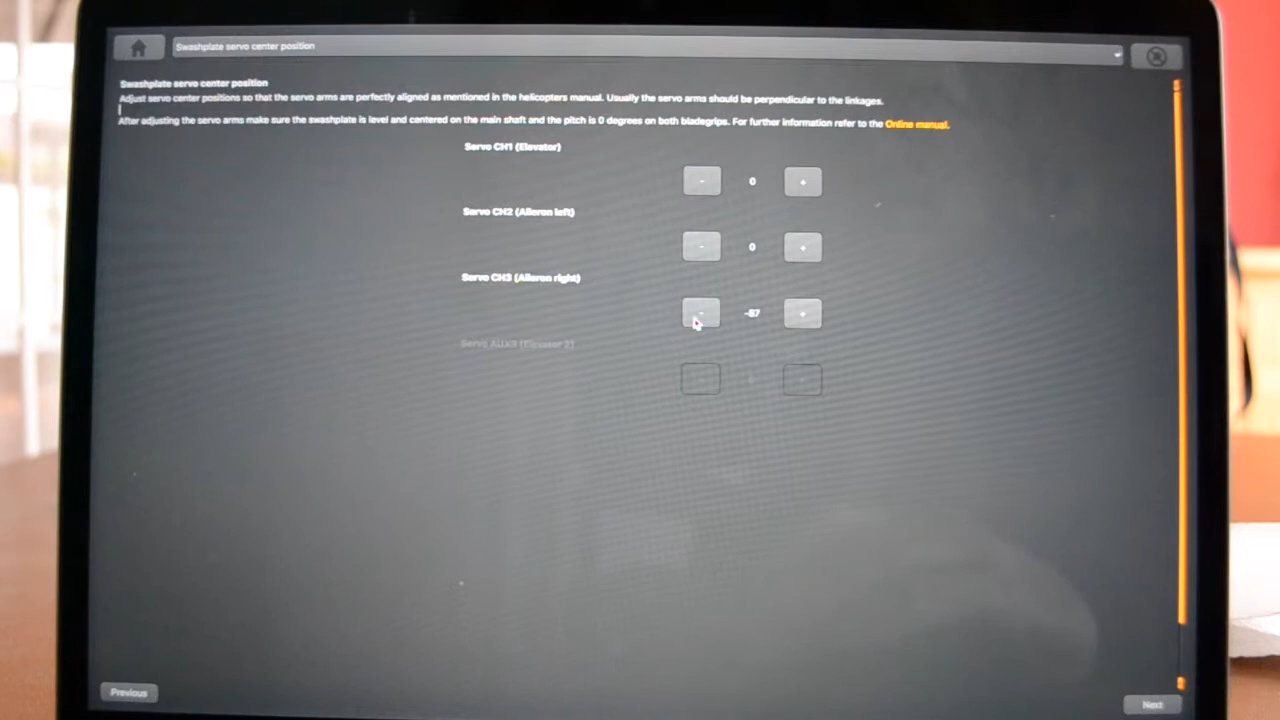 Swashplate servo center position
Swashplate servo center position
Adjust servo center positions so that the servo arms are perfectly aligned as mentioned in the helicopters manual. Usually the servo arms should be perpendicular to the linkages.
After adjusting the servo arms make sure the swashplate is level and centered on the main shaft and the pitch is 0 degrees on both bladegrips. For further information refer to the Online manual.
Servo CH1 (Elevator)
- 0 +
Servo CH2 (Aileron left)
- 0 +
Servo CH3 (Aileron right)
- -87 +
Servo AUX3 (Elevator 2)
Previous
Next